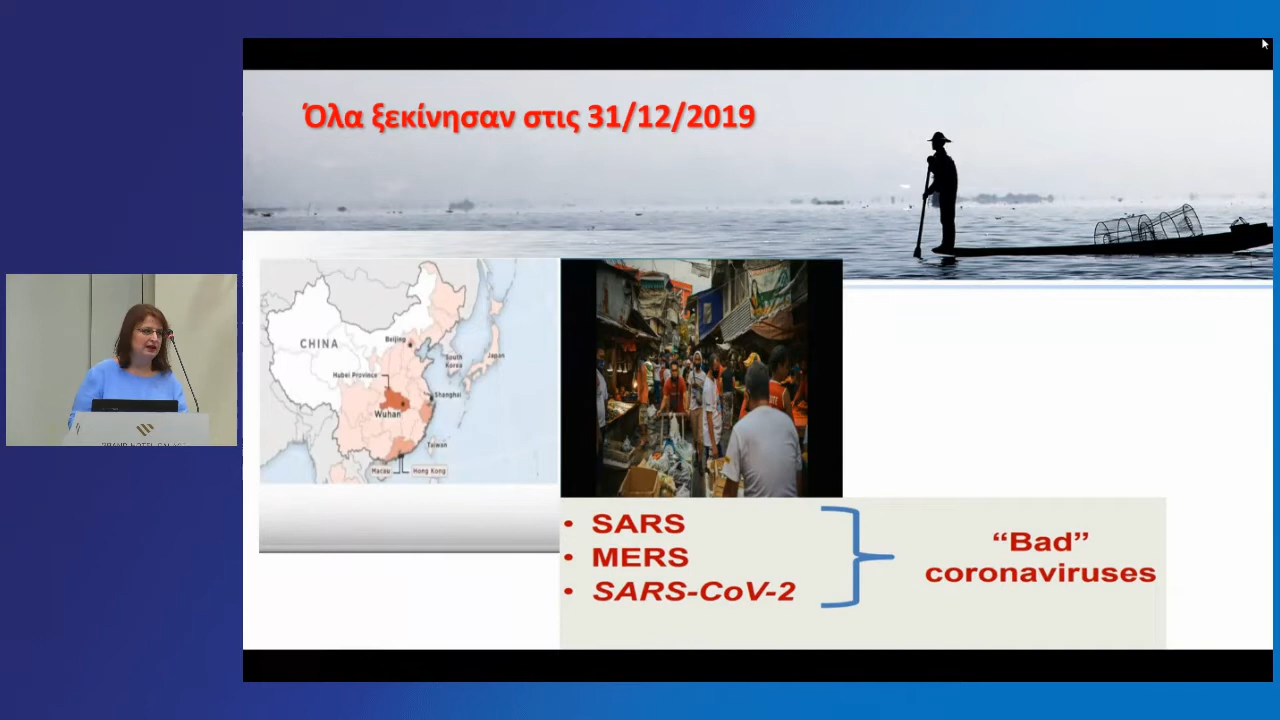 Όλα ξεκίνησαν στις 31/12/2019
CHINA
Beijing
South
Korea
Japan
Hubei Province
Shanghai
Wuhan
Taiwan
Macau
Hong Kong
• SARS
• MERS
• SARS-CoV-2
“Bad”
coronaviruses